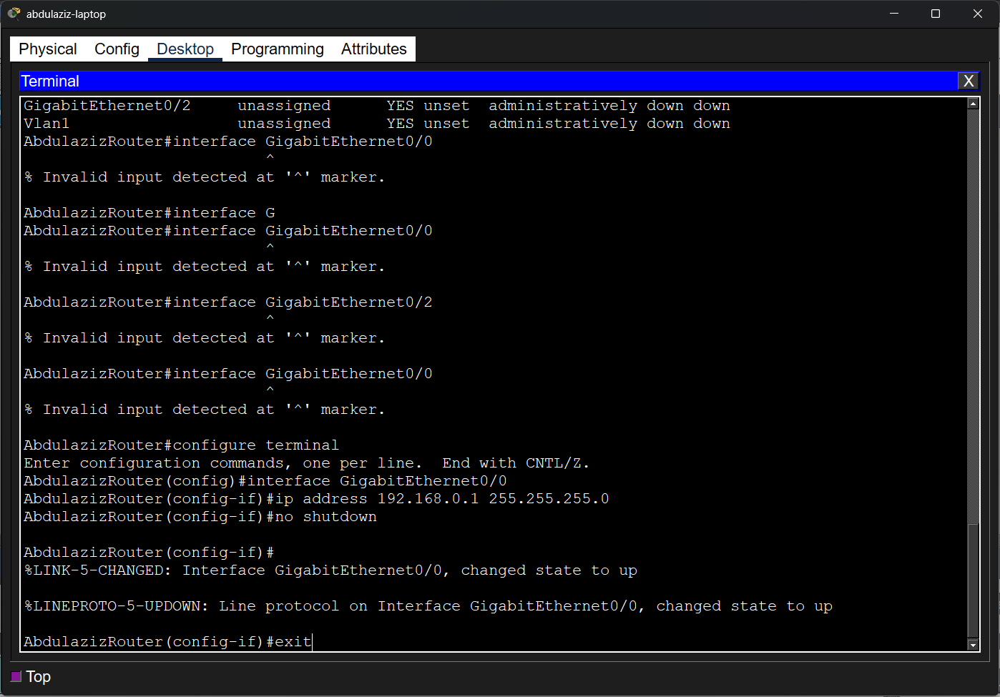 abdulaziz-laptop
Physical Config Desktop Programming Attributes
Terminal X
GigabitEthernet0/2     unassigned      YES unset  administratively down down
Vlan1                  unassigned      YES unset  administratively down down
AbdulazizRouter#interface GigabitEthernet0/0
                          ^
% Invalid input detected at '^' marker.
AbdulazizRouter#interface G
AbdulazizRouter#interface GigabitEthernet0/0
                          ^
% Invalid input detected at '^' marker.
AbdulazizRouter#interface GigabitEthernet0/2
                          ^
% Invalid input detected at '^' marker.
AbdulazizRouter#interface GigabitEthernet0/0
                          ^
% Invalid input detected at '^' marker.
AbdulazizRouter#configure terminal
Enter configuration commands, one per line.  End with CNTL/Z.
AbdulazizRouter(config)#interface GigabitEthernet0/0
AbdulazizRouter(config-if)#ip address 192.168.0.1 255.255.255.0
AbdulazizRouter(config-if)#no shutdown
AbdulazizRouter(config-if)#
%LINK-5-CHANGED: Interface GigabitEthernet0/0, changed state to up
%LINEPROTO-5-UPDOWN: Line protocol on Interface GigabitEthernet0/0, changed state to up
AbdulazizRouter(config-if)#exit
Top